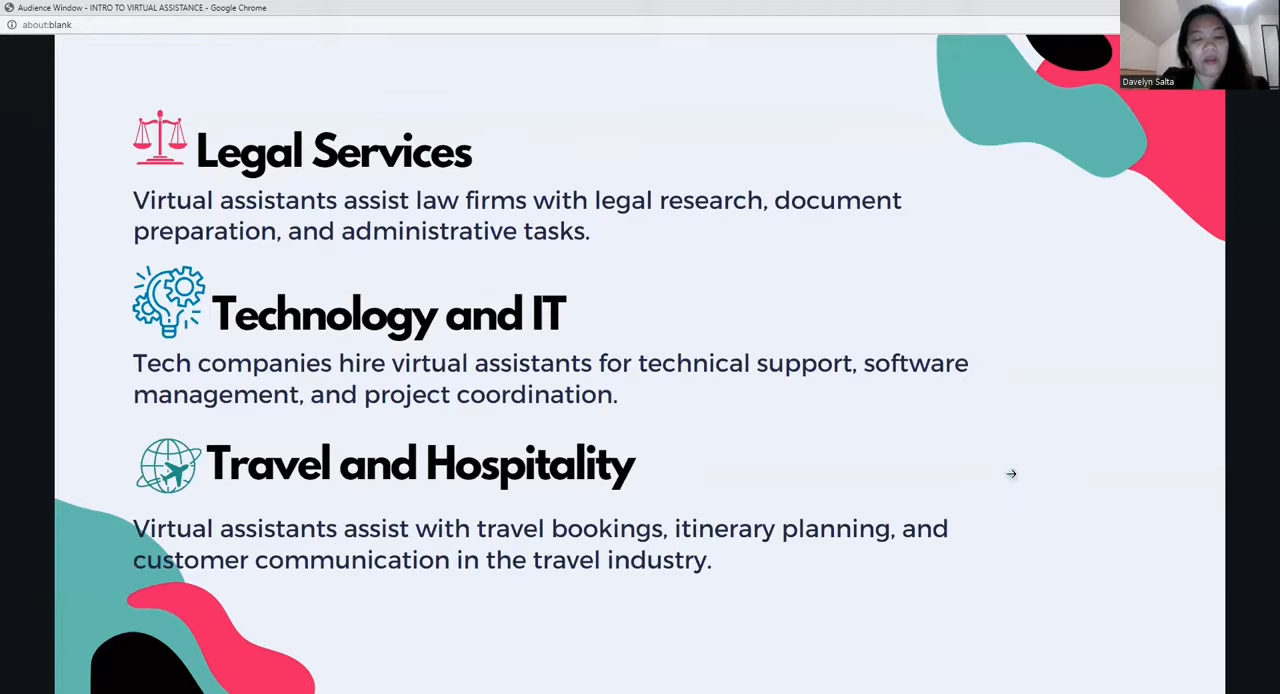 Audience Window - INTRO TO VIRTUAL ASSISTANCE - Google Chrome
about:blank
Davelyn Salta
Legal Services
Virtual assistants assist law firms with legal research, document
preparation, and administrative tasks.
Technology and IT
Tech companies hire virtual assistants for technical support, software
management, and project coordination.
Travel and Hospitality
Virtual assistants assist with travel bookings, itinerary planning, and
customer communication in the travel industry.